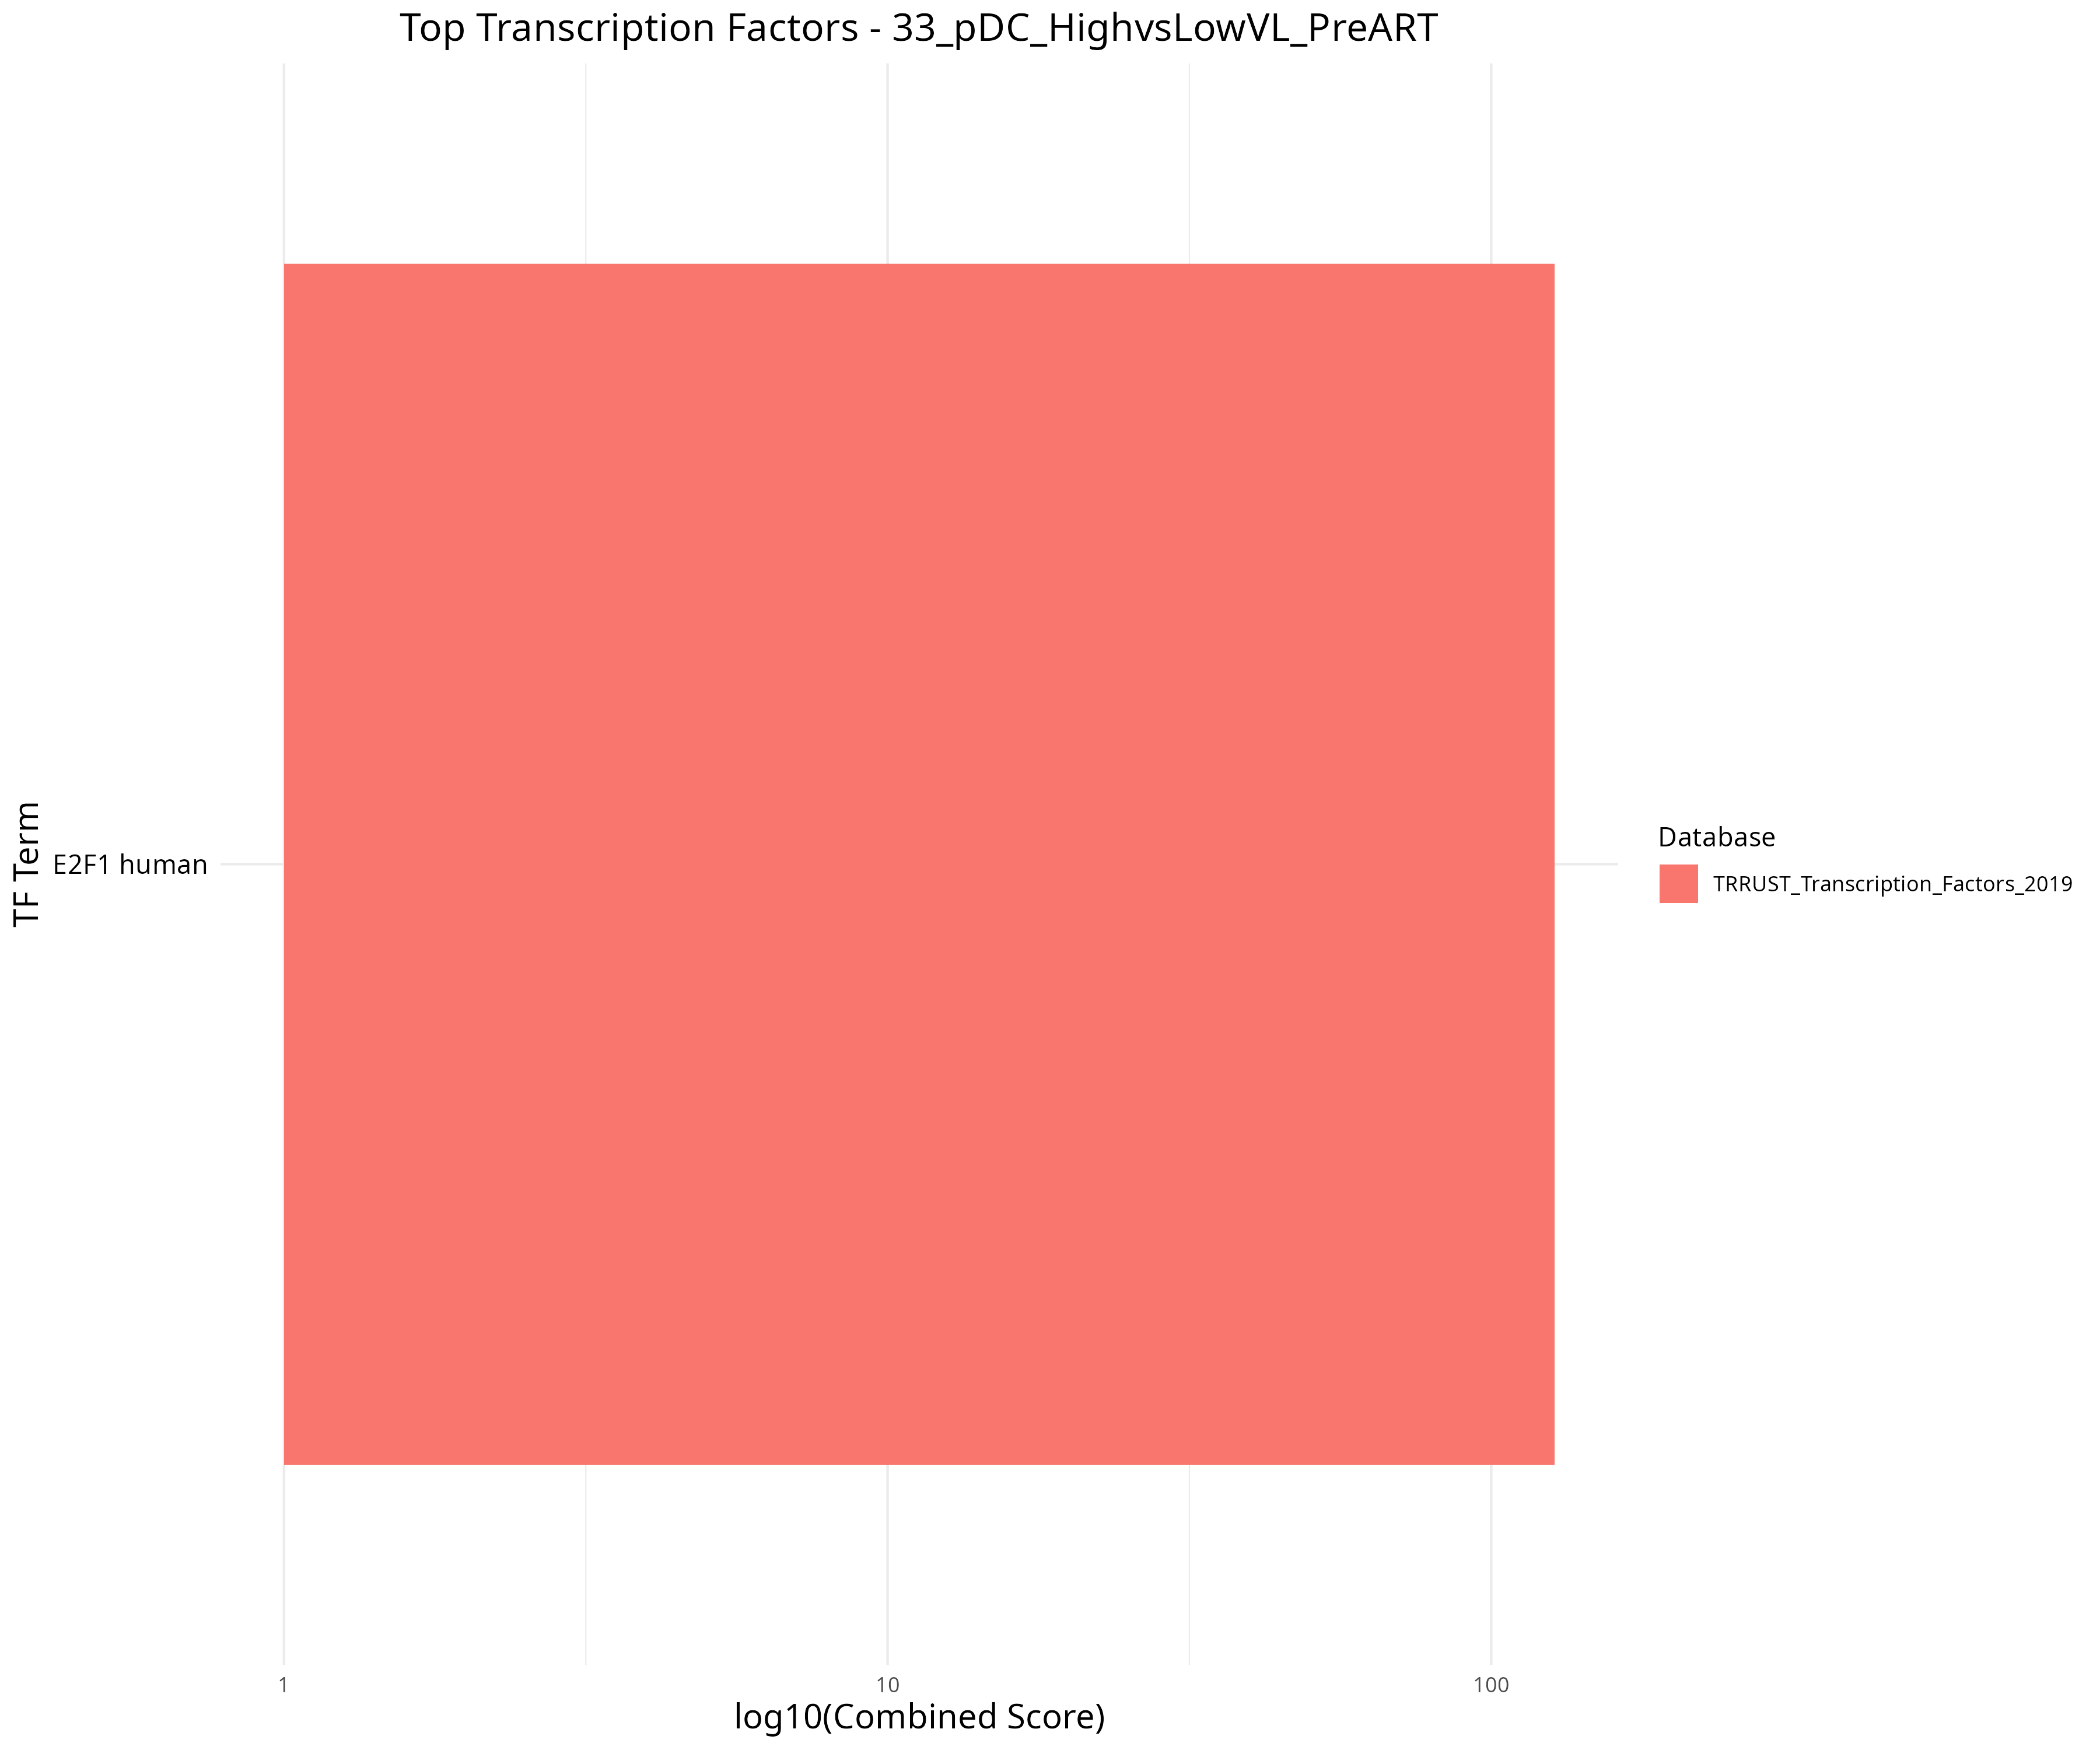 Top Transcription Factors - 33_pDC_HighvsLowVL_PreART
TF Term
E2F1 human
1
10
100
log10(Combined Score)
Database
TRRUST_Transcription_Factors_2019